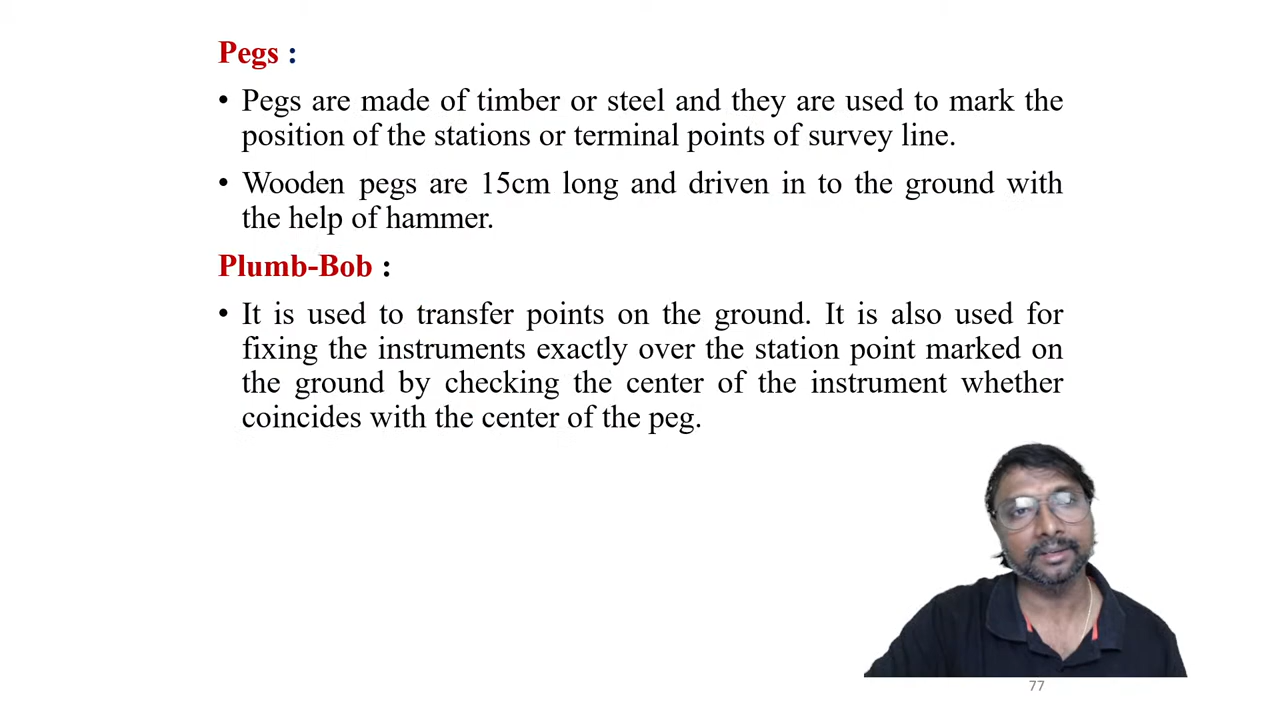 Pegs :
• Pegs are made of timber or steel and they are used to mark the
position of the stations or terminal points of survey line.
• Wooden pegs are 15cm long and driven in to the ground with
the help of hammer.
Plumb-Bob :
• It is used to transfer points on the ground. It is also used for
fixing the instruments exactly over the station point marked on
the ground by checking the center of the instrument whether
coincides with the center of the peg.
77